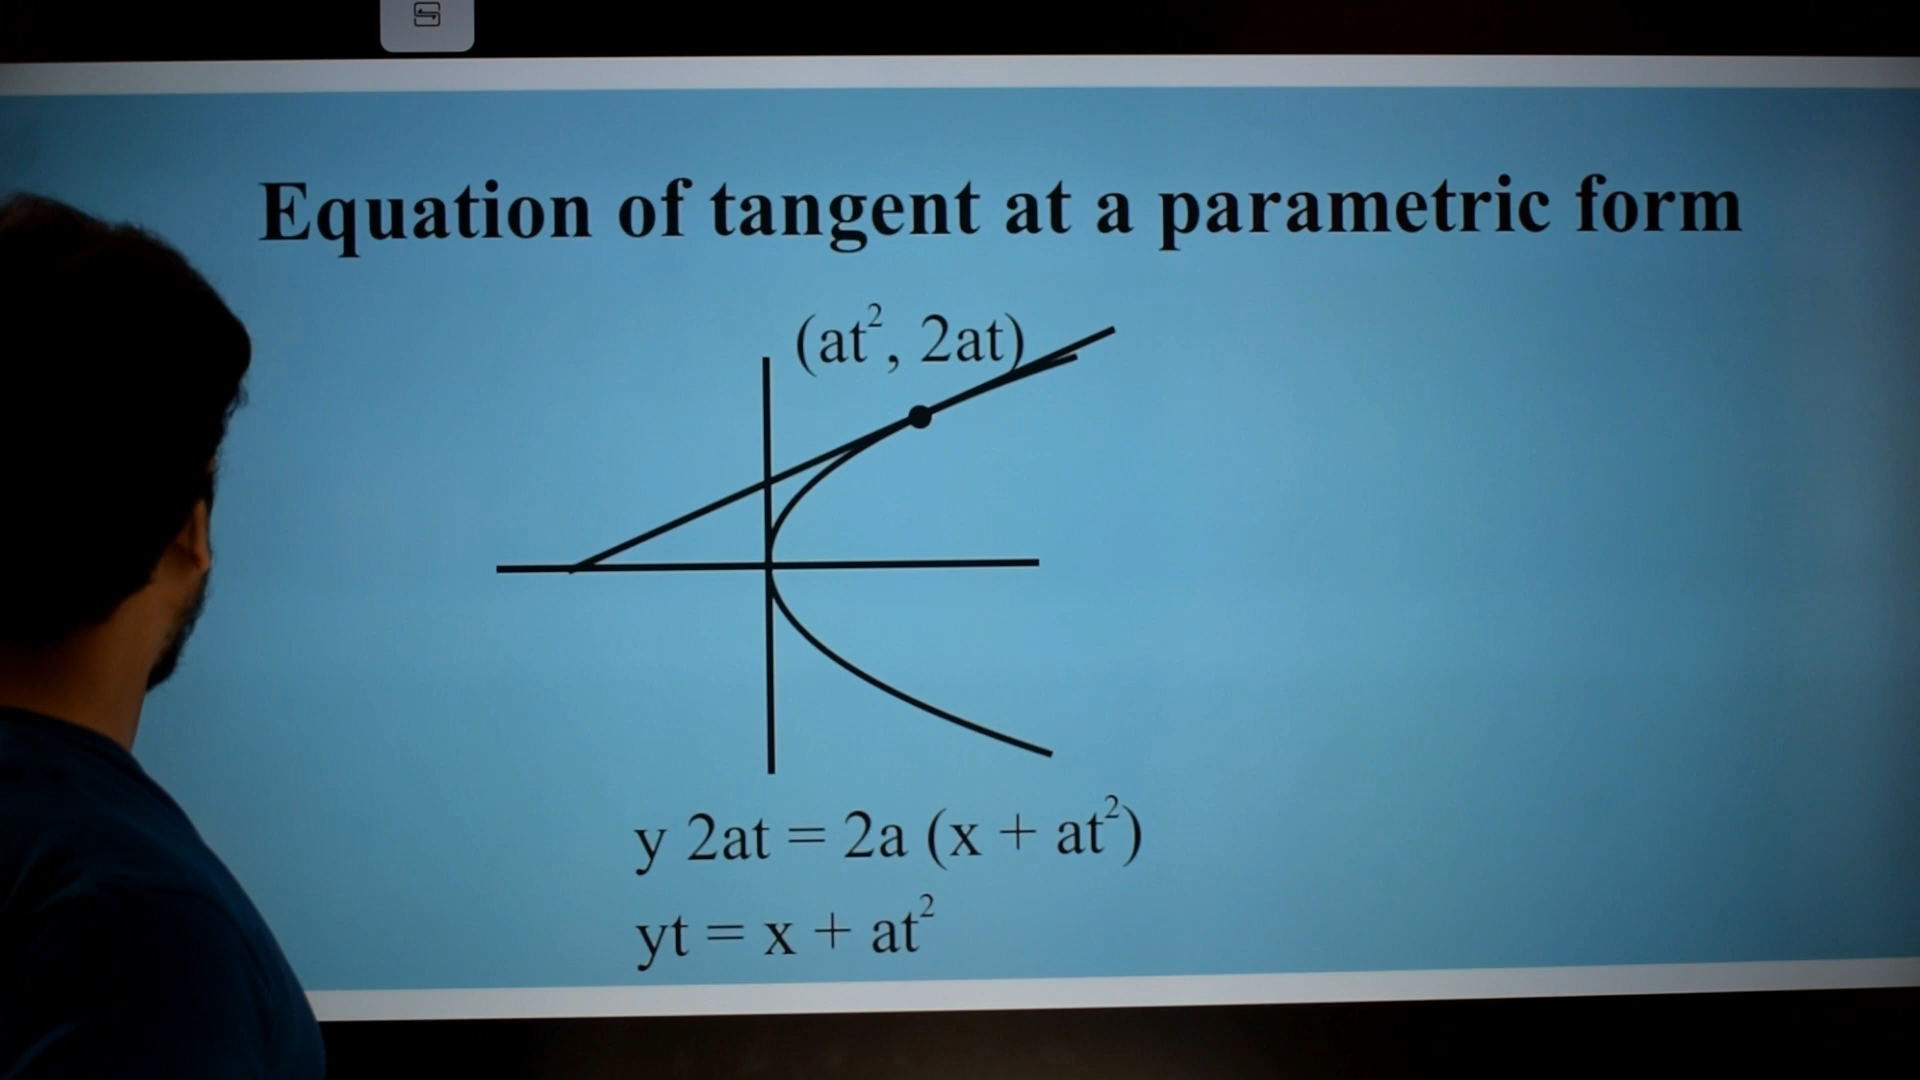 Equation of tangent at a parametric form
(at², 2at)
y 2at = 2a (x + at²)
yt = x + at²